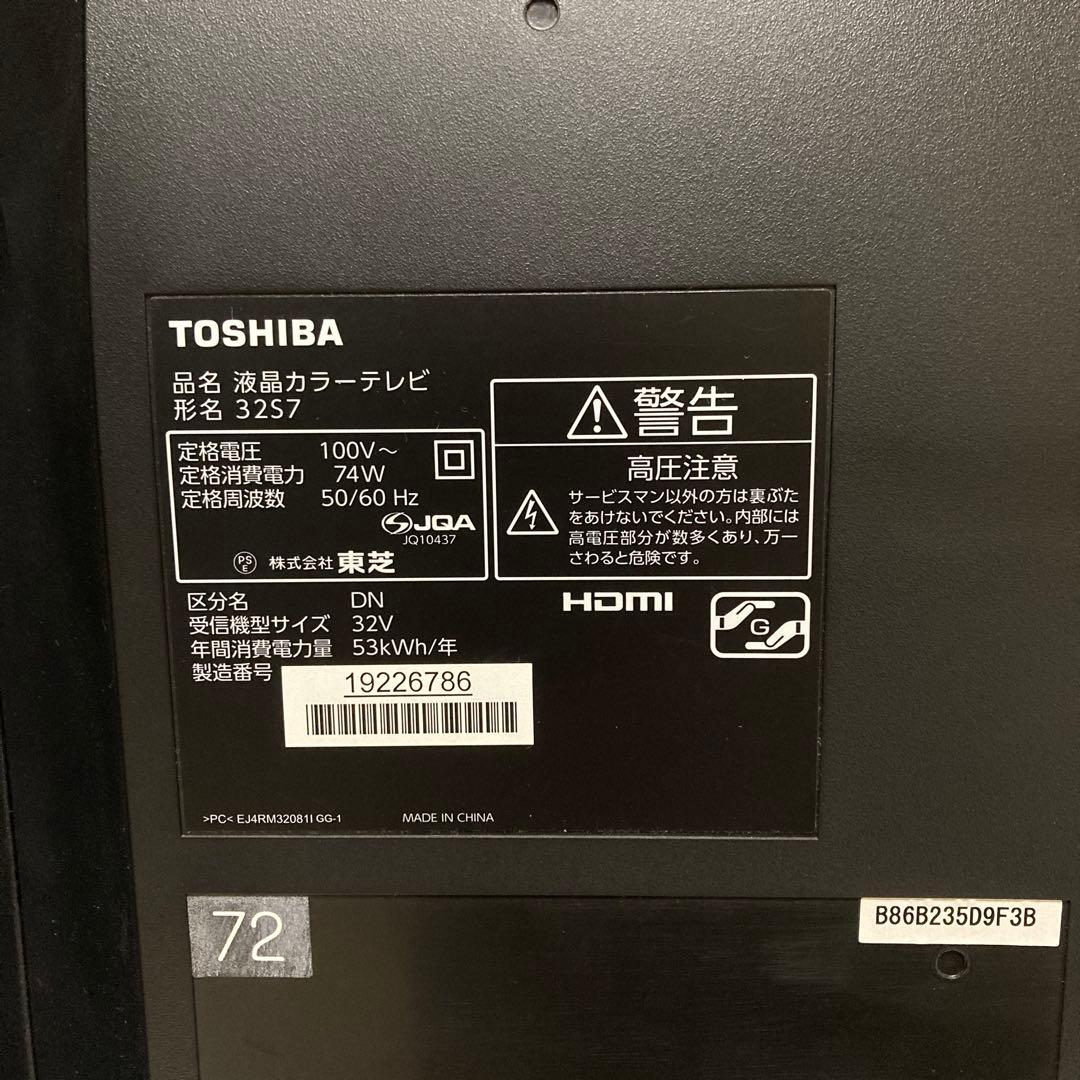 TOSHIBA
品名 液晶カラーテレビ
形名 32S7
定格電圧 100V～
定格消費電力 74W
定格周波数 50/60 Hz
JQA
JQ10437
PS
E
株式会社 東芝
警告
高圧注意
サービスマン以外の方は裏ぶた
をあけないでください。内部には
高電圧部分が数多くあり、万一
さわると危険です。
区分名 DN
受信機型サイズ 32V
年間消費電力量 53kWh/年
製造番号
19226786
HDMI
G
>PC< EJ4RM32081I GG-1
MADE IN CHINA
72
B86B235D9F3B